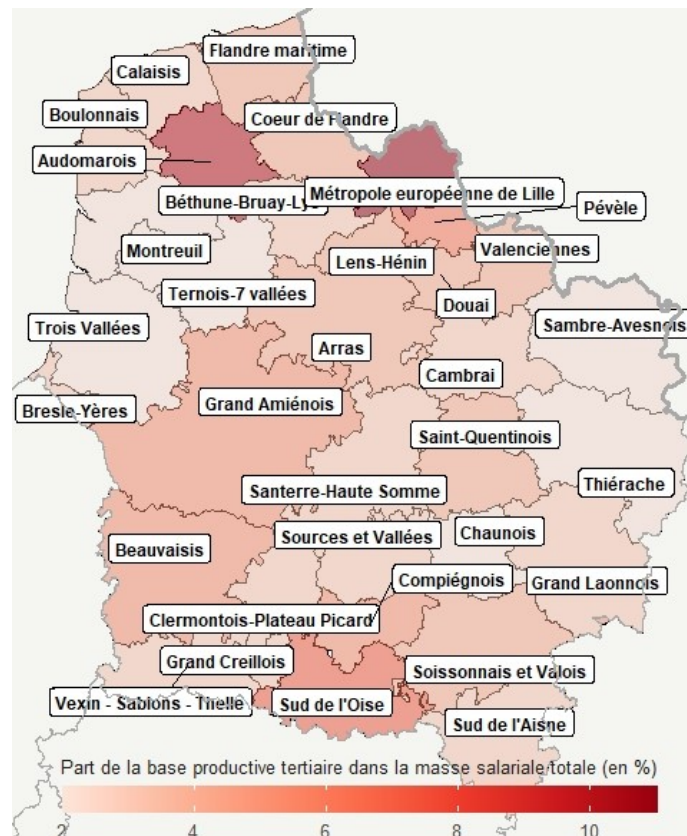 Flandre maritime
Calaisis
Boulonnais
Coeur de Flandre
Audomarois
Métropole européenne de Lille
Béthune-Bruay-Ly
Pévèle
Montreuil
Valenciennes
Lens-Hénin
Ternois-7 vallées
Douai
Trois Vallées
Sambre-Avesnois
Arras
Cambrai
Bresle-Yères
Grand Amiénois
Saint-Quentinois
Santerre-Haute Somme
Thiérache
Sources et Vallées
Chaunois
Beauvaisis
Compiégnois
Grand Laonnois
Clermontois-Plateau Picard
Grand Creillois
Soissonnais et Valois
Vexin - Sablons - Thelle
Sud de l'Oise
Sud de l'Aisne
Part de la base productive tertiaire dans la masse salariale totale (en %)
2 4 6 8 10